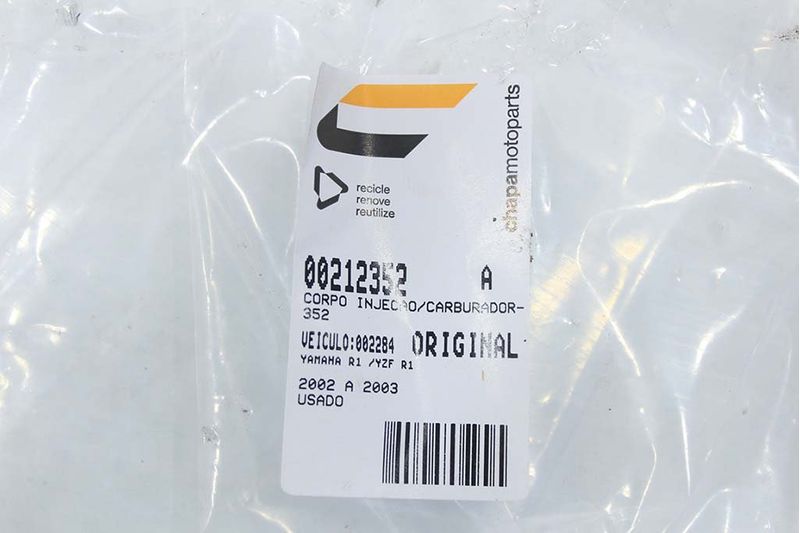 chapamotoparts
recicle
renove
reutilize
00212352 A
CORPO INJECAO/CARBURADOR-
352
VEICULO:002284 ORIGINAL
YAMAHA R1 /YZF R1
2002 A 2003
USADO